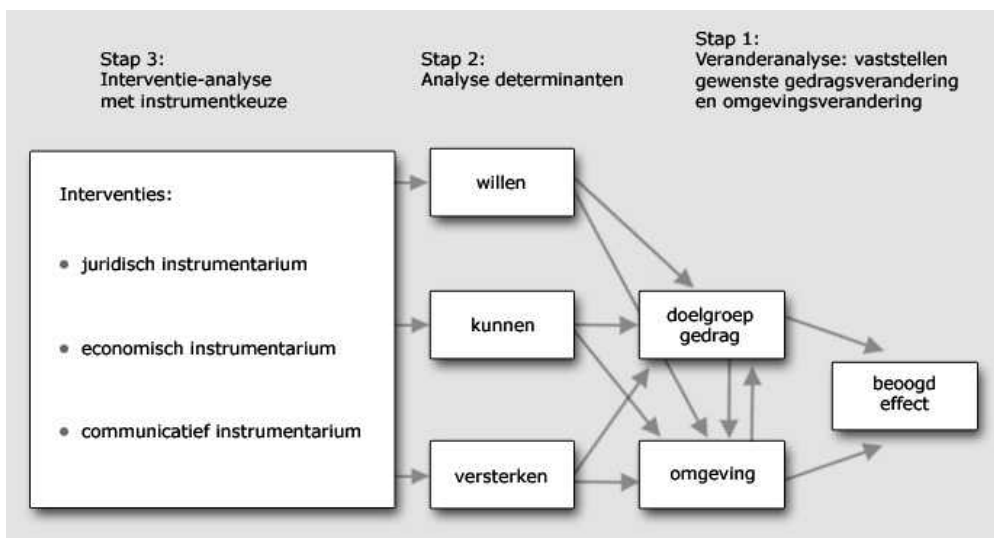 Stap 3:
Interventie-analyse
met instrumentkeuze
Stap 2:
Analyse determinanten
Stap 1:
Veranderanalyse: vaststellen
gewenste gedragsverandering
en omgevingsverandering
Interventies:
• juridisch instrumentarium
• economisch instrumentarium
• communicatief instrumentarium
willen
kunnen
versterken
doelgroep
gedrag
omgeving
beoogd
effect